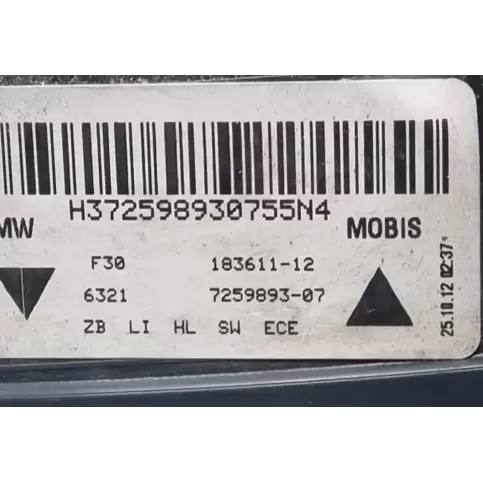 H372598930755N4
MW
MOBIS
F30 183611-12
6321 7259893-07
ZB LI HL SW ECE
25.10.12 02:37